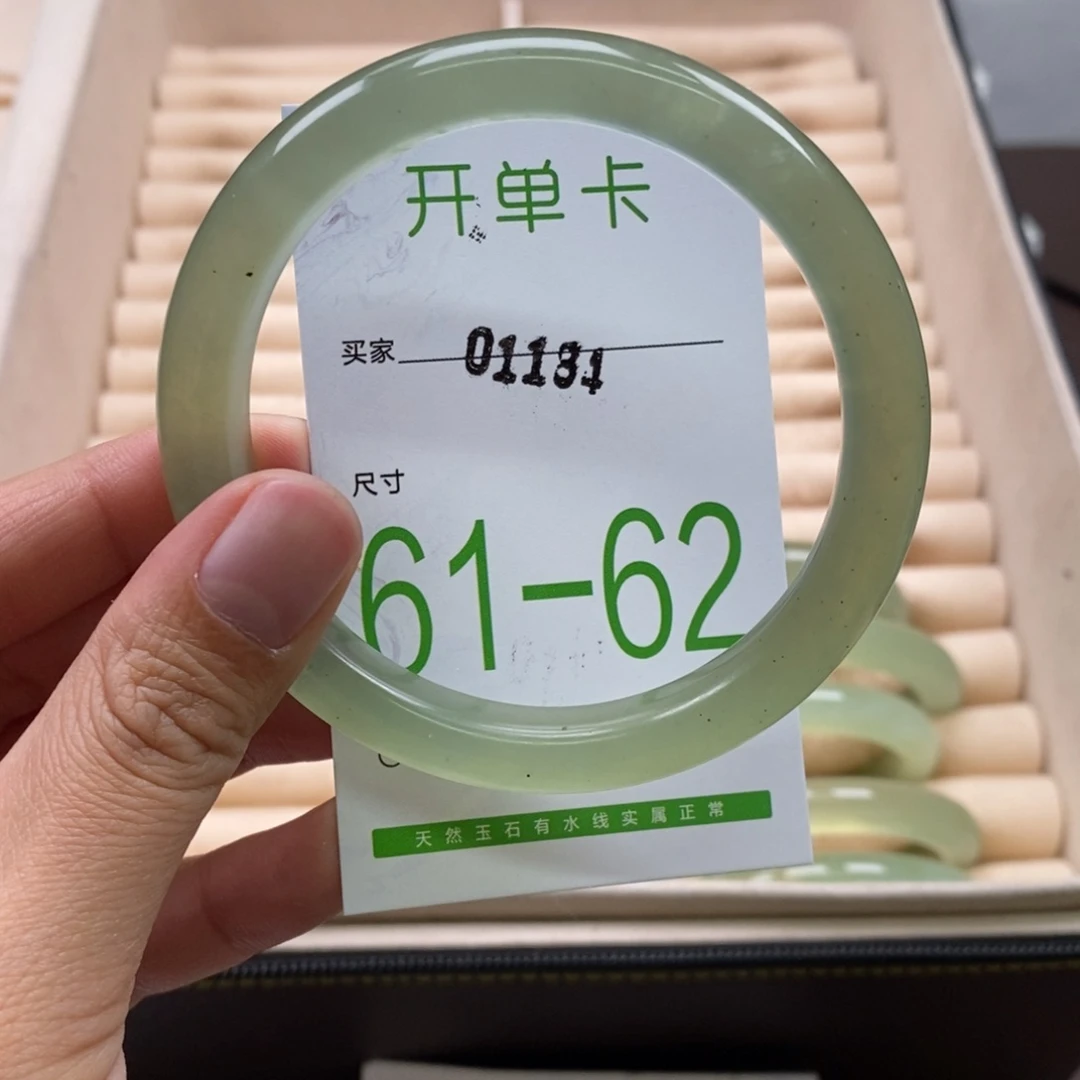 开单卡
买家 01134
尺寸
61-62
天然玉石有水线实属正常